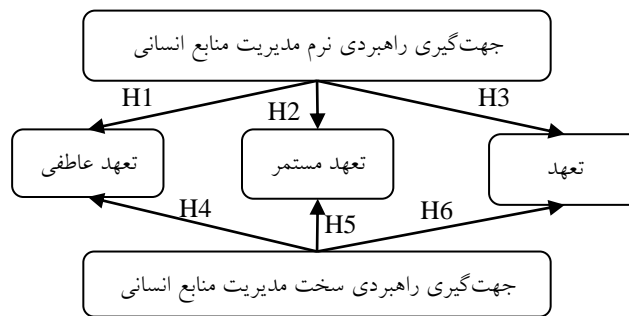 جهت‌گیری راهبردی نرم مدیریت منابع انسانی
H1
H2
H3
تعهد عاطفی
تعهد مستمر
تعهد
H4
H5
H6
جهت‌گیری راهبردی سخت مدیریت منابع انسانی